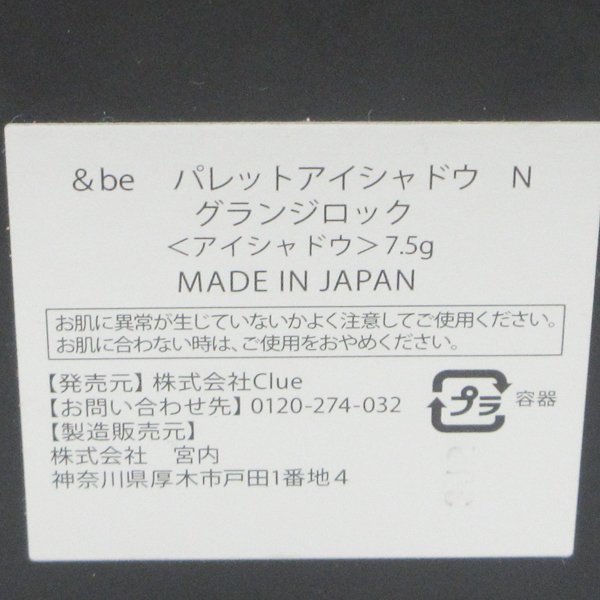 &be パレットアイシャドウ N
グランジロック
<アイシャドウ>7.5g
MADE IN JAPAN
お肌に異常が生じていないかよく注意してご使用ください。
お肌に合わない時は、ご使用をおやめください。
【発売元】株式会社Clue
【お問い合わせ先】0120-274-032
【製造販売元】
株式会社 宮内
神奈川県厚木市戸田1番地4
プラ
容器